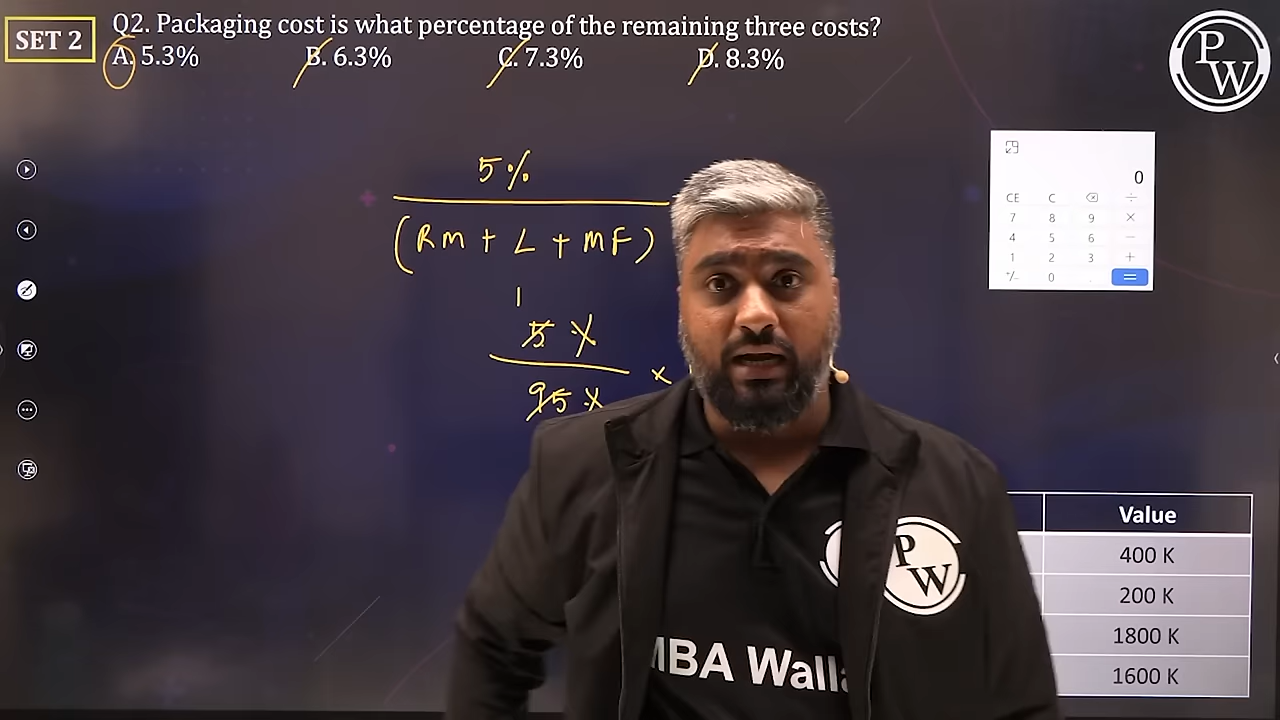 SET 2
Q2. Packaging cost is what percentage of the remaining three costs?
A. 5.3% B. 6.3% C. 7.3% D. 8.3%
PW
5%
(RM + L + MF)
1
5 X
95 X
×
0
CE C ÷
7 8 9 ×
4 5 6 −
1 2 3 +
+/- 0 . =
Value
400 K
200 K
1800 K
1600 K
PW
MBA Walla